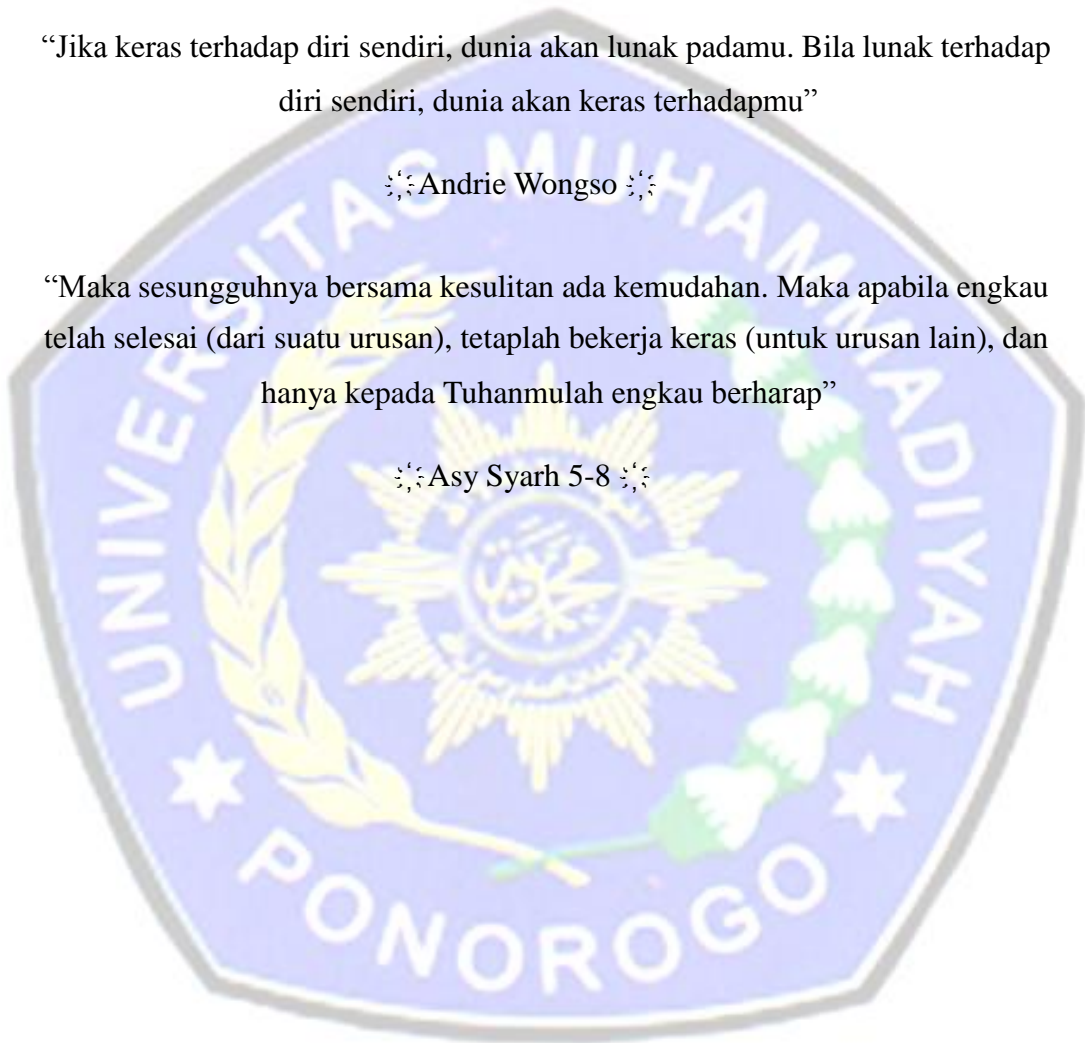 “Jika keras terhadap diri sendiri, dunia akan lunak padamu. Bila lunak terhadap
diri sendiri, dunia akan keras terhadapmu”
Andrie Wongso
“Maka sesungguhnya bersama kesulitan ada kemudahan. Maka apabila engkau
telah selesai (dari suatu urusan), tetaplah bekerja keras (untuk urusan lain), dan
hanya kepada Tuhanmulah engkau berharap”
Asy Syarh 5-8
UNIVERSITAS MUHAMMADIYAH
PONOROGO